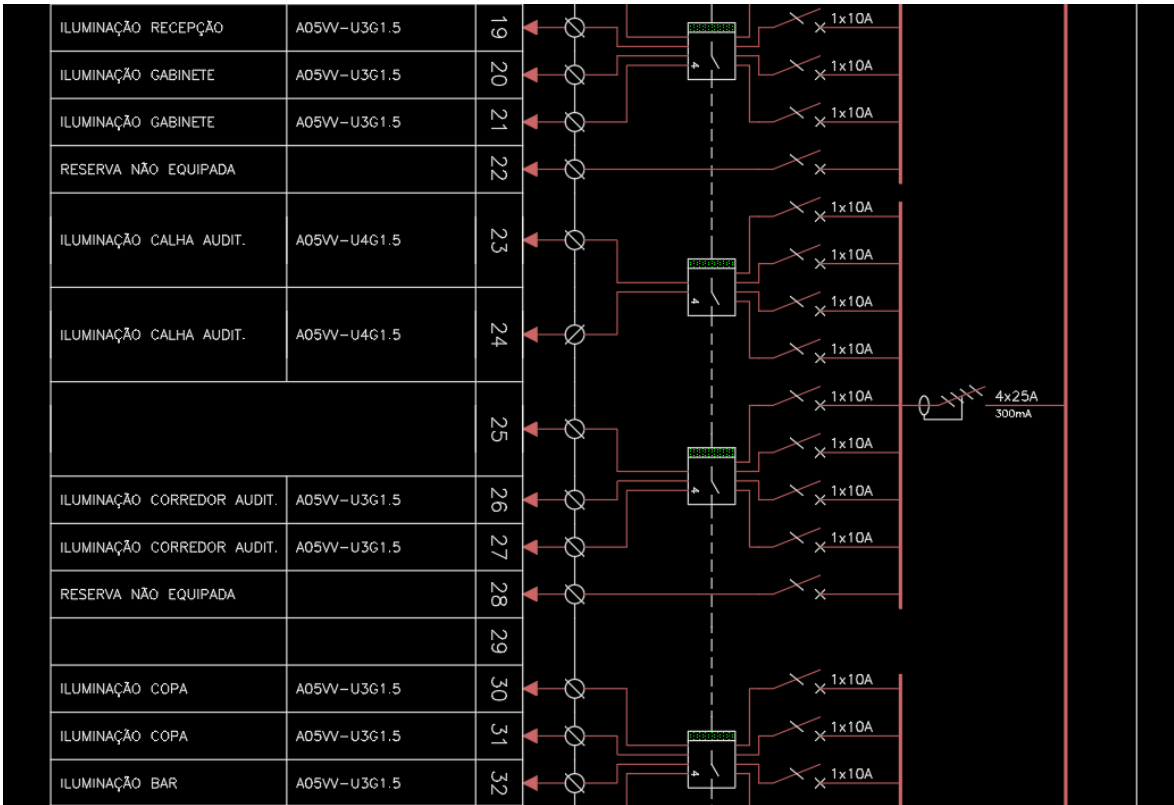 ILUMINAÇÃO RECEPÇÃO A05VV-U3G1.5 19 1x10A
ILUMINAÇÃO GABINETE A05VV-U3G1.5 20 4 1x10A
ILUMINAÇÃO GABINETE A05VV-U3G1.5 21 1x10A
RESERVA NÃO EQUIPADA 22
1x10A
ILUMINAÇÃO CALHA AUDIT. A05VV-U4G1.5 23 1x10A
4 1x10A
ILUMINAÇÃO CALHA AUDIT. A05VV-U4G1.5 24 1x10A
1x10A 4x25A
300mA
25 1x10A
ILUMINAÇÃO CORREDOR AUDIT. A05VV-U3G1.5 26 4 1x10A
ILUMINAÇÃO CORREDOR AUDIT. A05VV-U3G1.5 27 1x10A
RESERVA NÃO EQUIPADA 28
29
ILUMINAÇÃO COPA A05VV-U3G1.5 30 1x10A
ILUMINAÇÃO COPA A05VV-U3G1.5 31 1x10A
ILUMINAÇÃO BAR A05VV-U3G1.5 32 4 1x10A